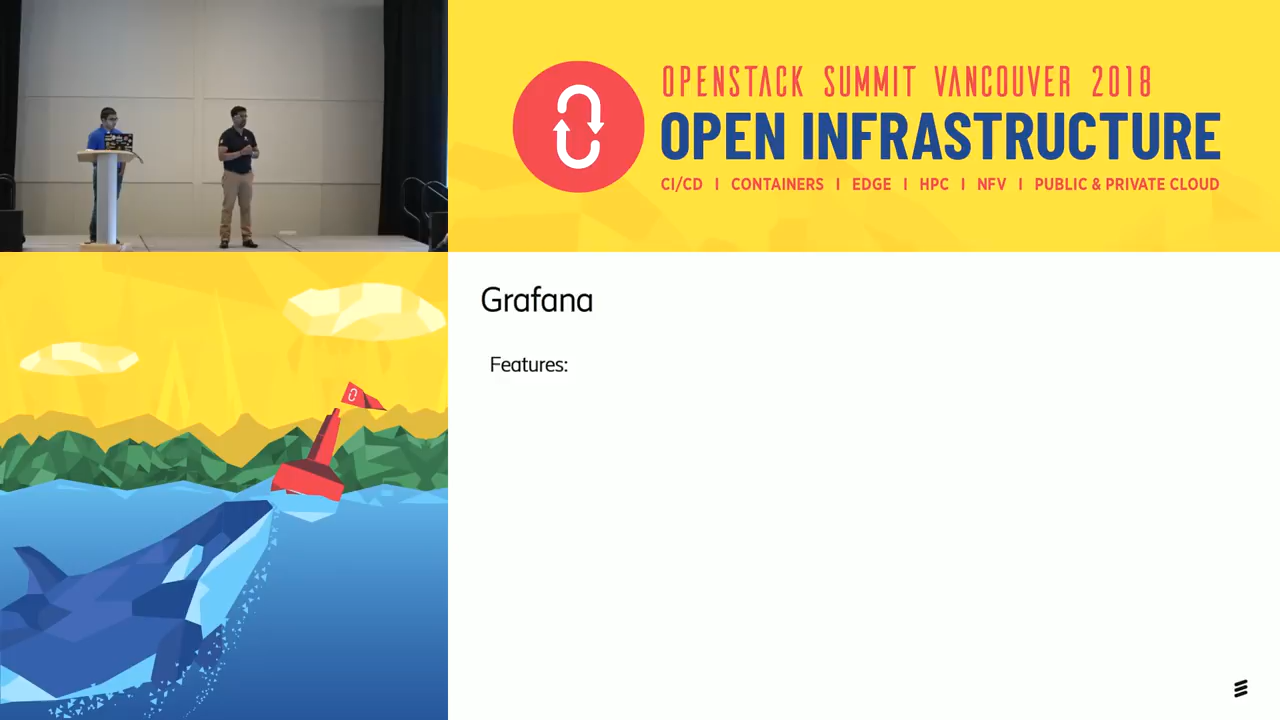 OPENSTACK SUMMIT VANCOUVER 2018
OPEN INFRASTRUCTURE
CI/CD | CONTAINERS | EDGE | HPC | NFV | PUBLIC & PRIVATE CLOUD
Grafana
Features: